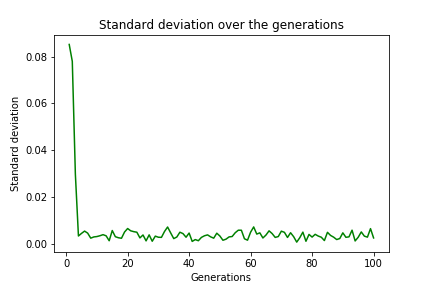 Standard deviation over the generations
Standard deviation
0.08
0.06
0.04
0.02
0.00
0 20 40 60 80 100
Generations